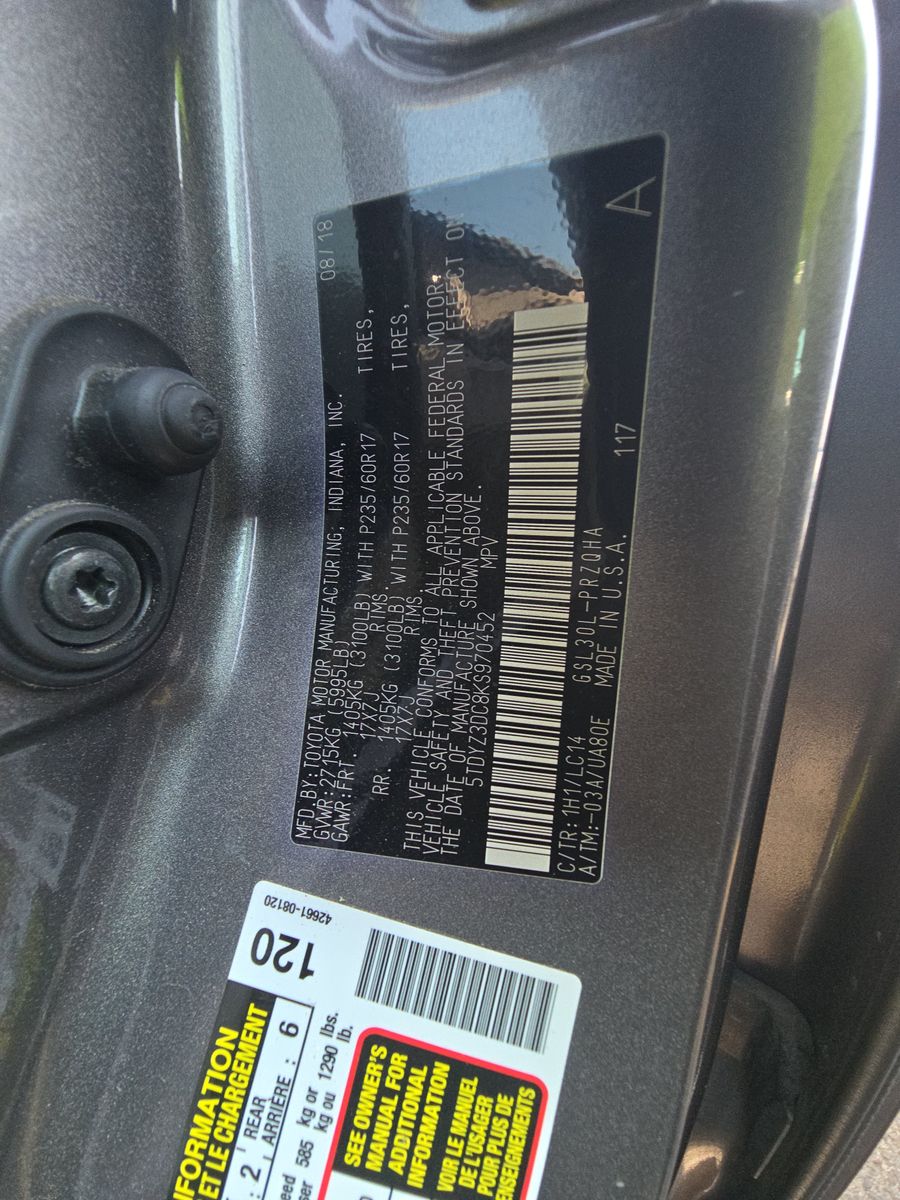 MFD.BY:TOYOTA MOTOR MANUFACTURING, INDIANA, INC. 08/18
GVWR:2715KG (5995LB)
GAWR:FRT. 1405KG (3100LB) WITH P235/60R17 TIRES,
17X7J RIMS
RR. 1405KG (3100LB) WITH P235/60R17 TIRES,
17X7J RIMS.
THIS VEHICLE CONFORMS TO ALL APPLICABLE FEDERAL MOTOR
VEHICLE SAFETY AND THEFT PREVENTION STANDARDS IN EFFECT ON
THE DATE OF MANUFACTURE SHOWN ABOVE.
5TDYZ3DC8KS970452 MPV
C/TR:1H1/LC14 GSL30L-PRZQHA 117 A
A/TM:-03A/UA80E MADE IN U.S.A.
42661-08120
120
INFORMATION
ET LE CHARGEMENT
: 2 REAR : 6
ARRIÈRE
585 kg or 1290 lbs.
kg ou 1290 lb.
SEE OWNER'S
MANUAL FOR
ADDITIONAL
INFORMATION
VOIR LE MANUEL
DE L'USAGER
POUR PLUS DE
RENSEIGNEMENTS